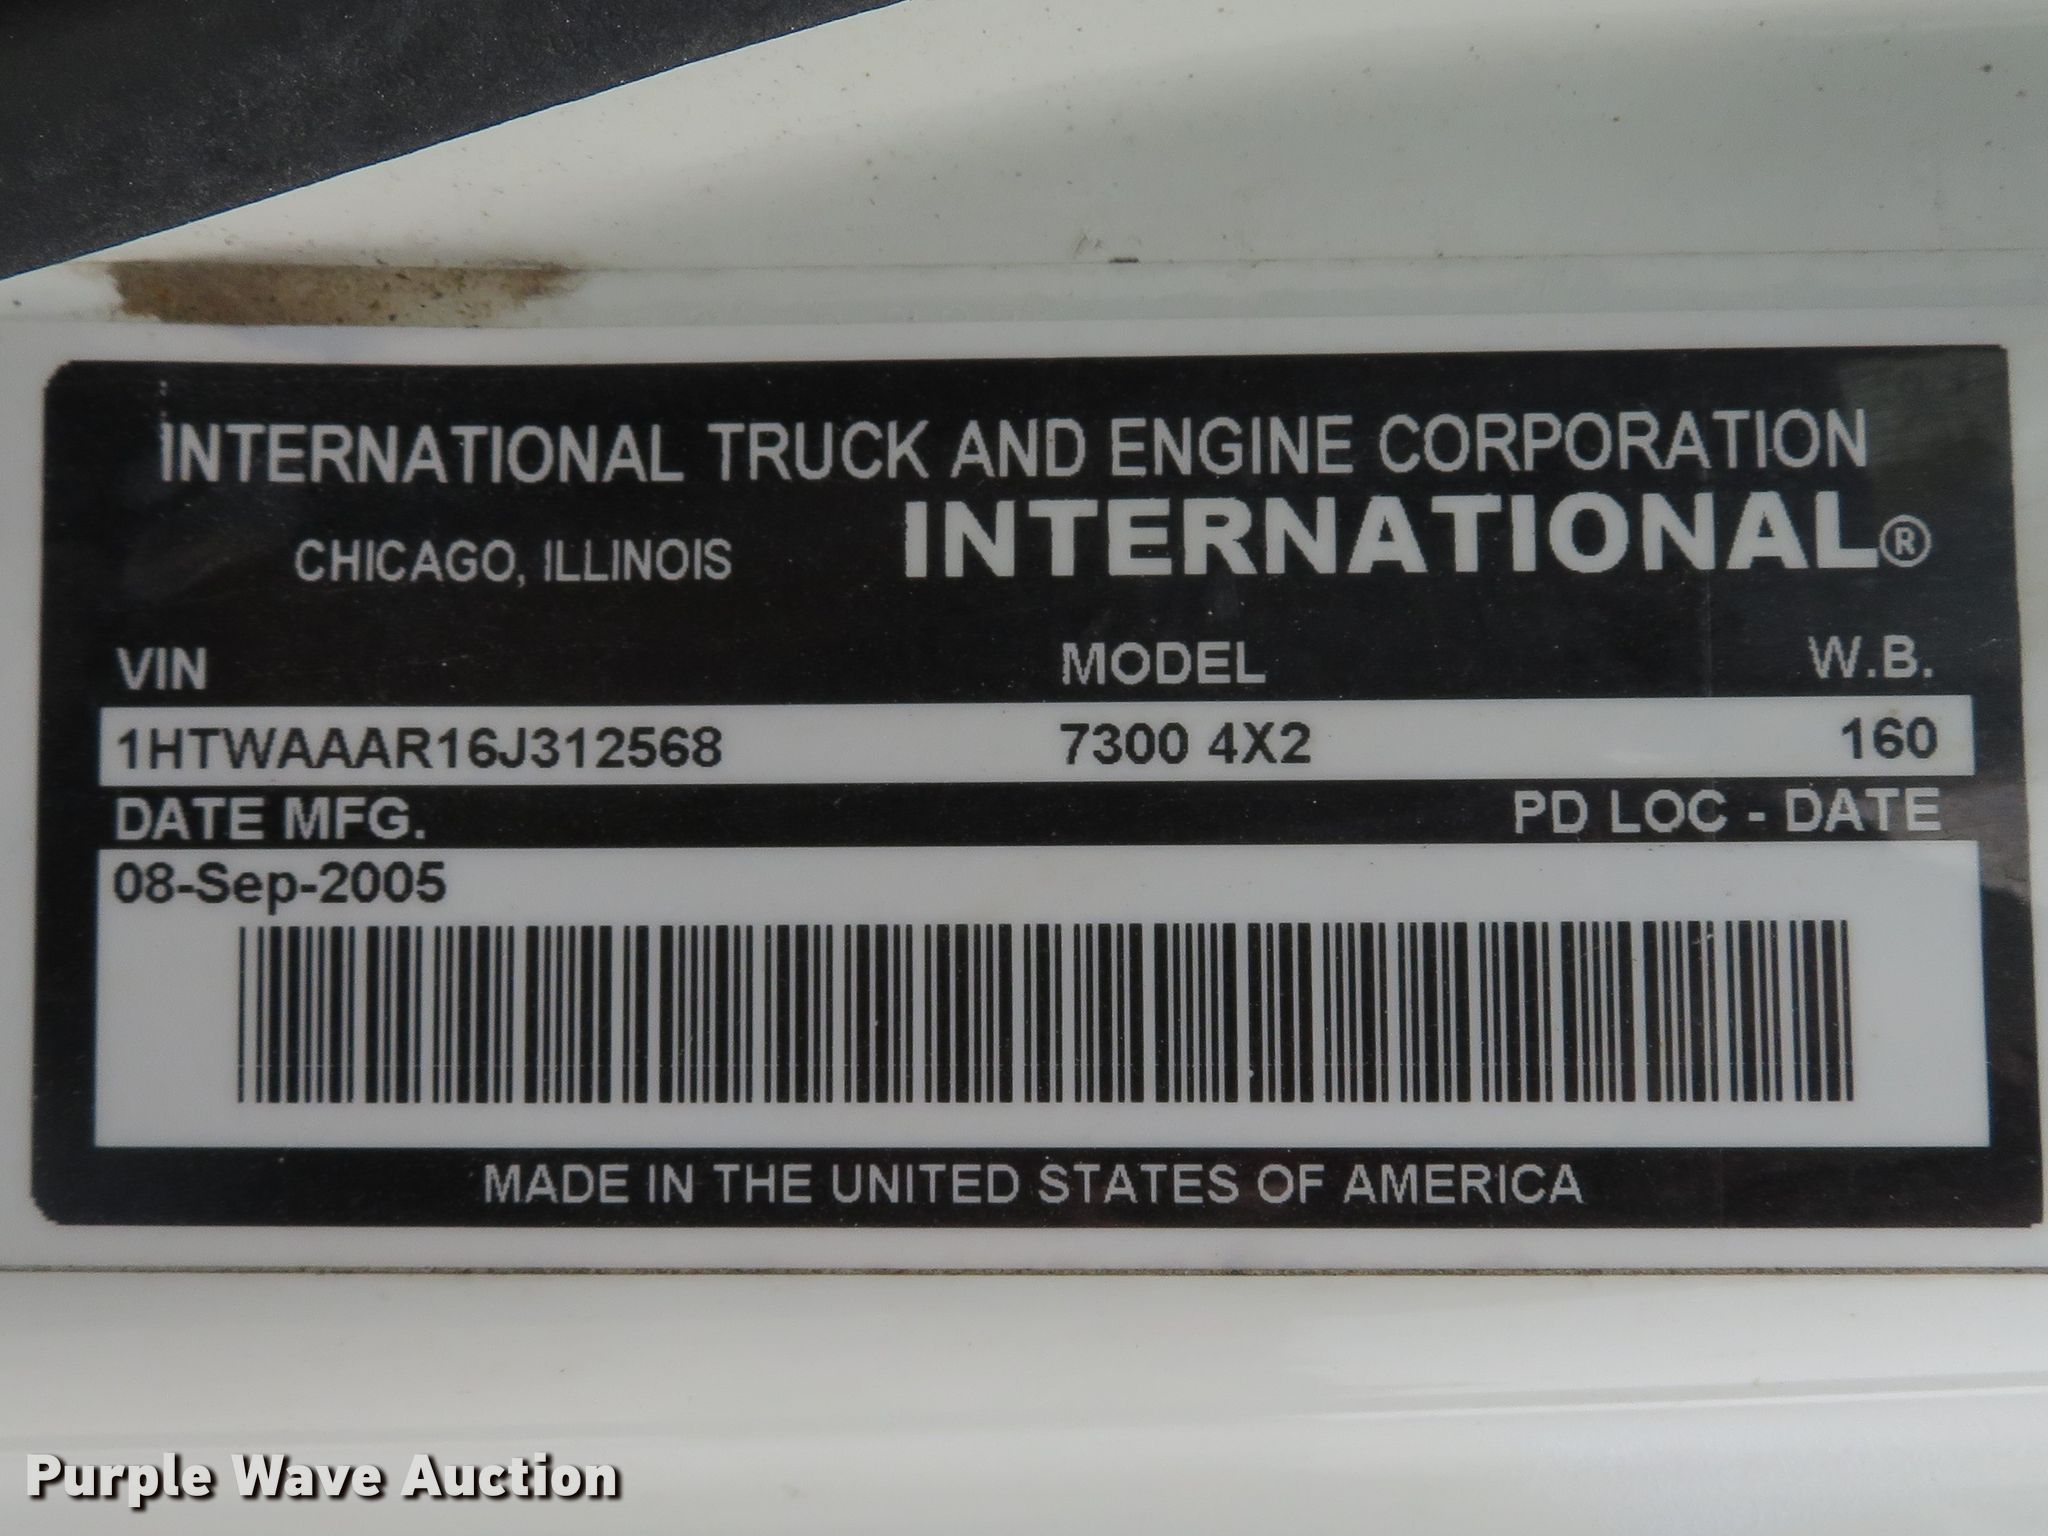 INTERNATIONAL TRUCK AND ENGINE CORPORATION
CHICAGO, ILLINOIS INTERNATIONAL®
VIN MODEL W.B.
1HTWAAAR16J312568 7300 4X2 160
DATE MFG. PD LOC - DATE
08-Sep-2005
MADE IN THE UNITED STATES OF AMERICA
Purple Wave Auction